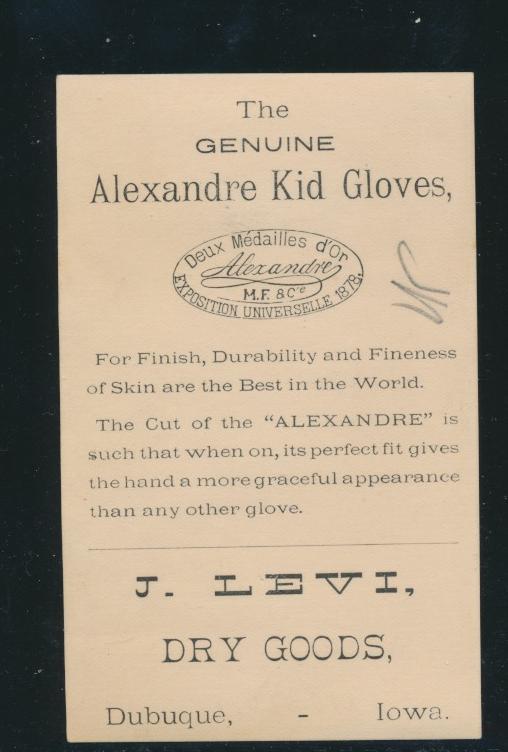 The
GENUINE
Alexandre Kid Gloves,
Deux Médailles d'Or
Alexandre
M.F. & Cie
EXPOSITION UNIVERSELLE 1878.
For Finish, Durability and Fineness
of Skin are the Best in the World.
The Cut of the "ALEXANDRE" is
such that when on, its perfect fit gives
the hand a more graceful appearance
than any other glove.
J. LEVI,
DRY GOODS,
Dubuque, - Iowa.